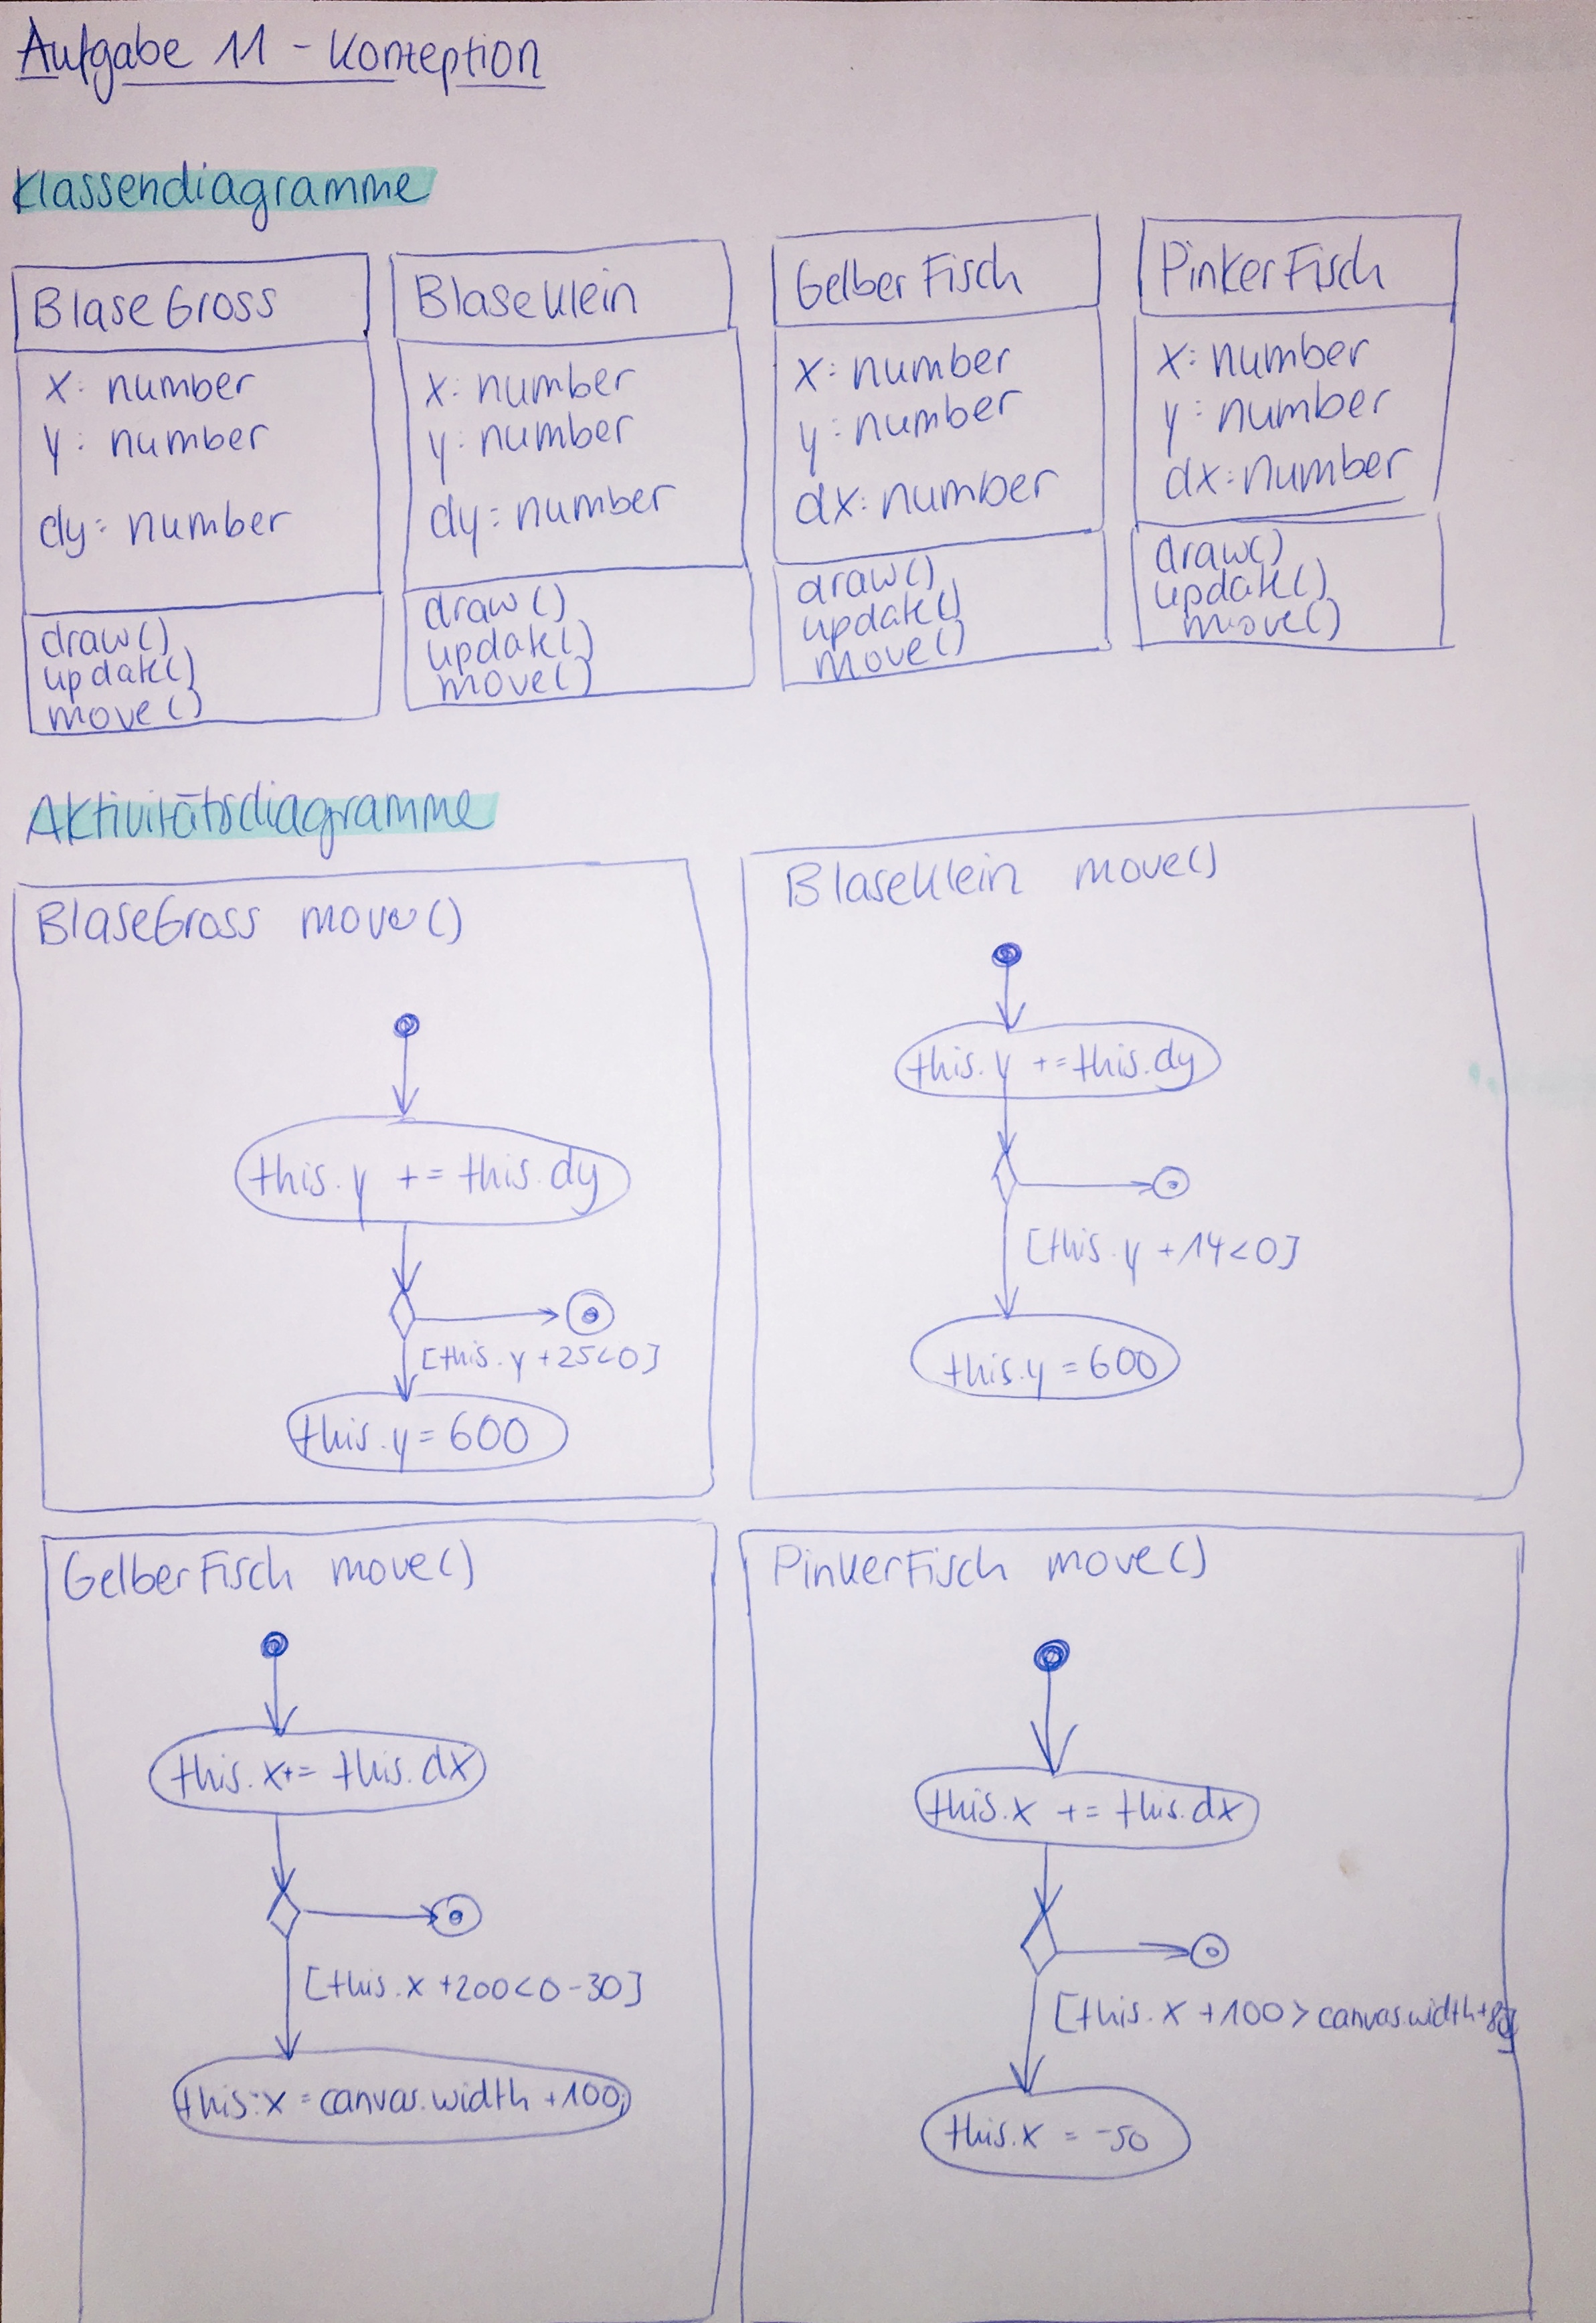 Aufgabe 11 - Konzeption
Klassendiagramme
BlaseGross
x: number
y: number
dy: number
draw()
update()
move()
BlaseKlein
x: number
y: number
dy: number
draw()
update()
move()
GelberFisch
x: number
y: number
dx: number
draw()
update()
move()
PinkerFisch
x: number
y: number
dx: number
draw()
update()
move()
Aktivitätsdiagramme
BlaseGross move()
this.y += this.dy
[this.y +25<0]
this.y = 600
BlaseKlein move()
this.y += this.dy
[this.y +14<0]
this.y = 600
GelberFisch move()
this.x += this.dx
[this.x +200<0-30]
this.x = canvas.width +100;
PinkerFisch move()
this.x += this.dx
[this.x +100 > canvas.width+80]
this.x = -50